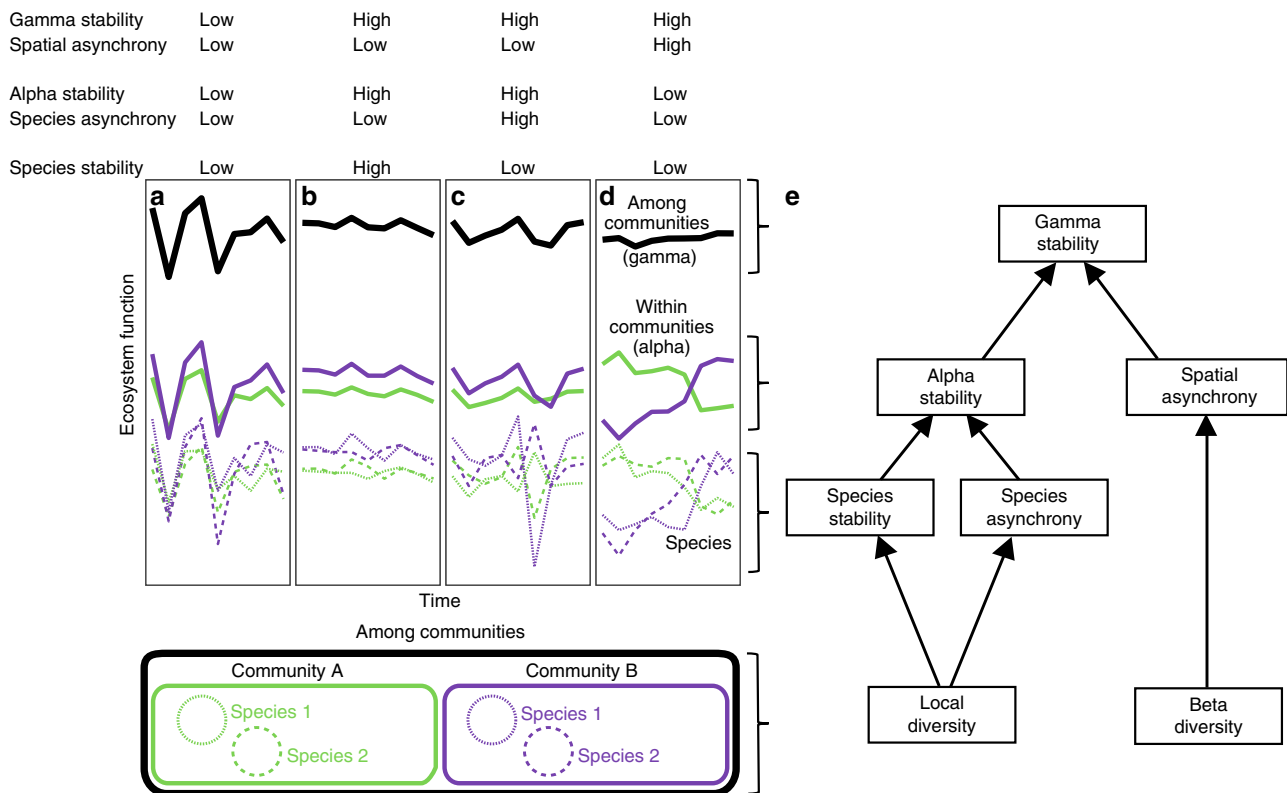 Gamma stability Low High High High
Spatial asynchrony Low Low Low High
Alpha stability Low High High Low
Species asynchrony Low Low High Low
Species stability Low High Low Low
a b c d e
Among
communities
(gamma)
Within
communities
(alpha)
Species
Ecosystem function
Time
Gamma
stability
Alpha
stability
Spatial
asynchrony
Species
stability
Species
asynchrony
Local
diversity
Beta
diversity
Among communities
Community A
Species 1
Species 2
Community B
Species 1
Species 2